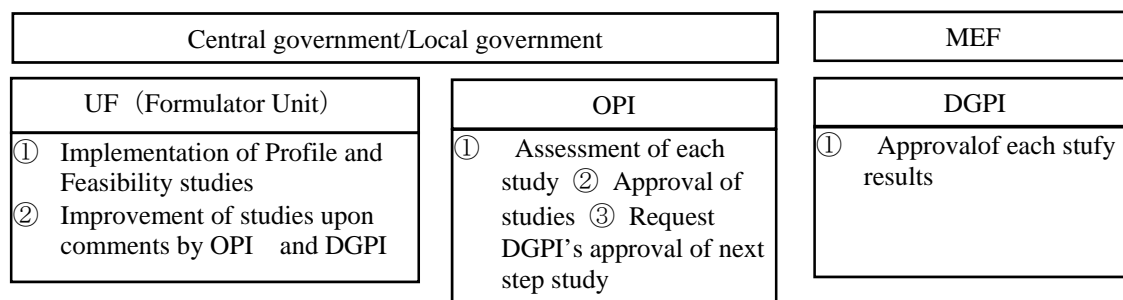 Central government/Local government
MEF
UF（Formulator Unit）
① Implementation of Profile and
Feasibility studies
② Improvement of studies upon
comments by OPI and DGPI
OPI
① Assessment of each
study ② Approval of
studies ③ Request
DGPI’s approval of next
step study
DGPI
① Approvalof each stufy
results